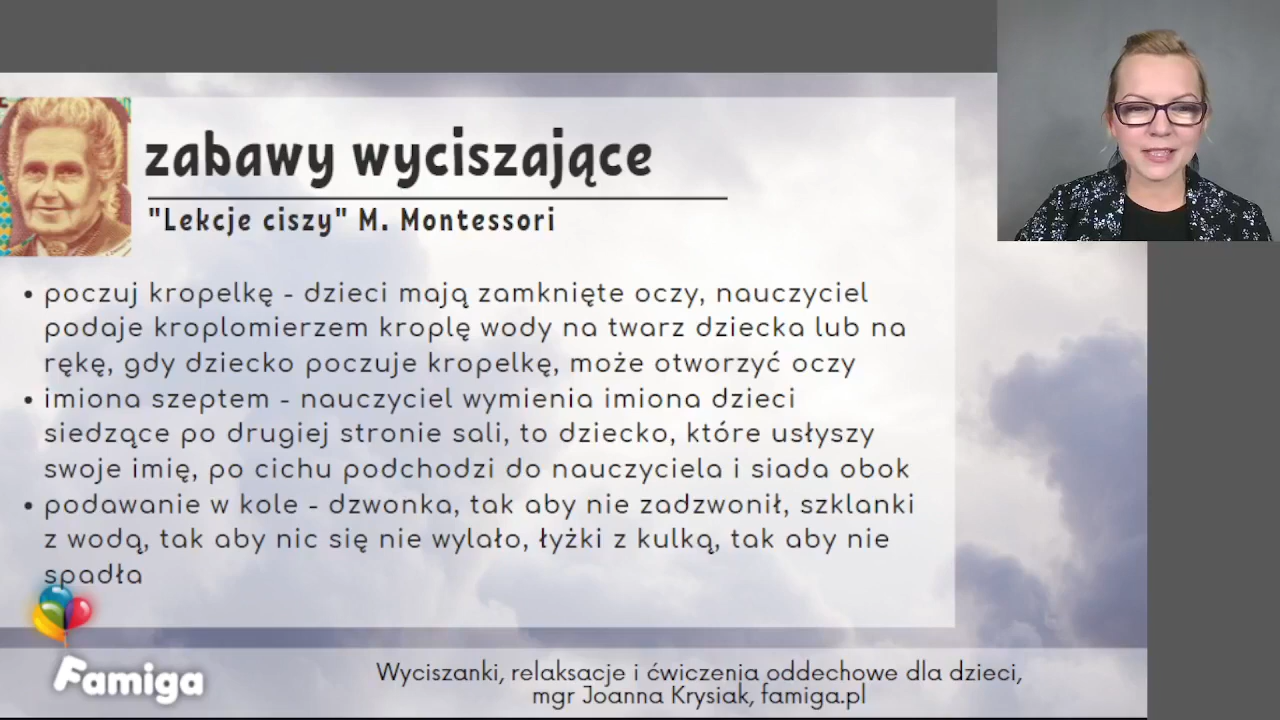 zabawy wyciszające
"Lekcje ciszy" M. Montessori
• poczuj kropelkę - dzieci mają zamknięte oczy, nauczyciel
podaje kroplomierzem kroplę wody na twarz dziecka lub na
rękę, gdy dziecko poczuje kropelkę, może otworzyć oczy
• imiona szeptem - nauczyciel wymienia imiona dzieci
siedzące po drugiej stronie sali, to dziecko, które usłyszy
swoje imię, po cichu podchodzi do nauczyciela i siada obok
• podawanie w kole - dzwonka, tak aby nie zadzwonił, szklanki
z wodą, tak aby nic się nie wylało, łyżki z kulką, tak aby nie
spadła
Famiga
Wyciszanki, relaksacje i ćwiczenia oddechowe dla dzieci,
mgr Joanna Krysiak, famiga.pl